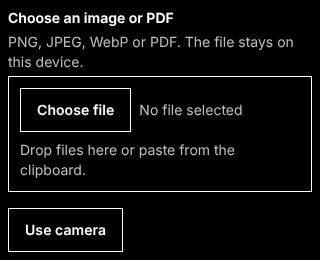 Choose an image or PDF
PNG, JPEG, WebP or PDF. The file stays on
this device.
Choose file No file selected
Drop files here or paste from the
clipboard.
Use camera